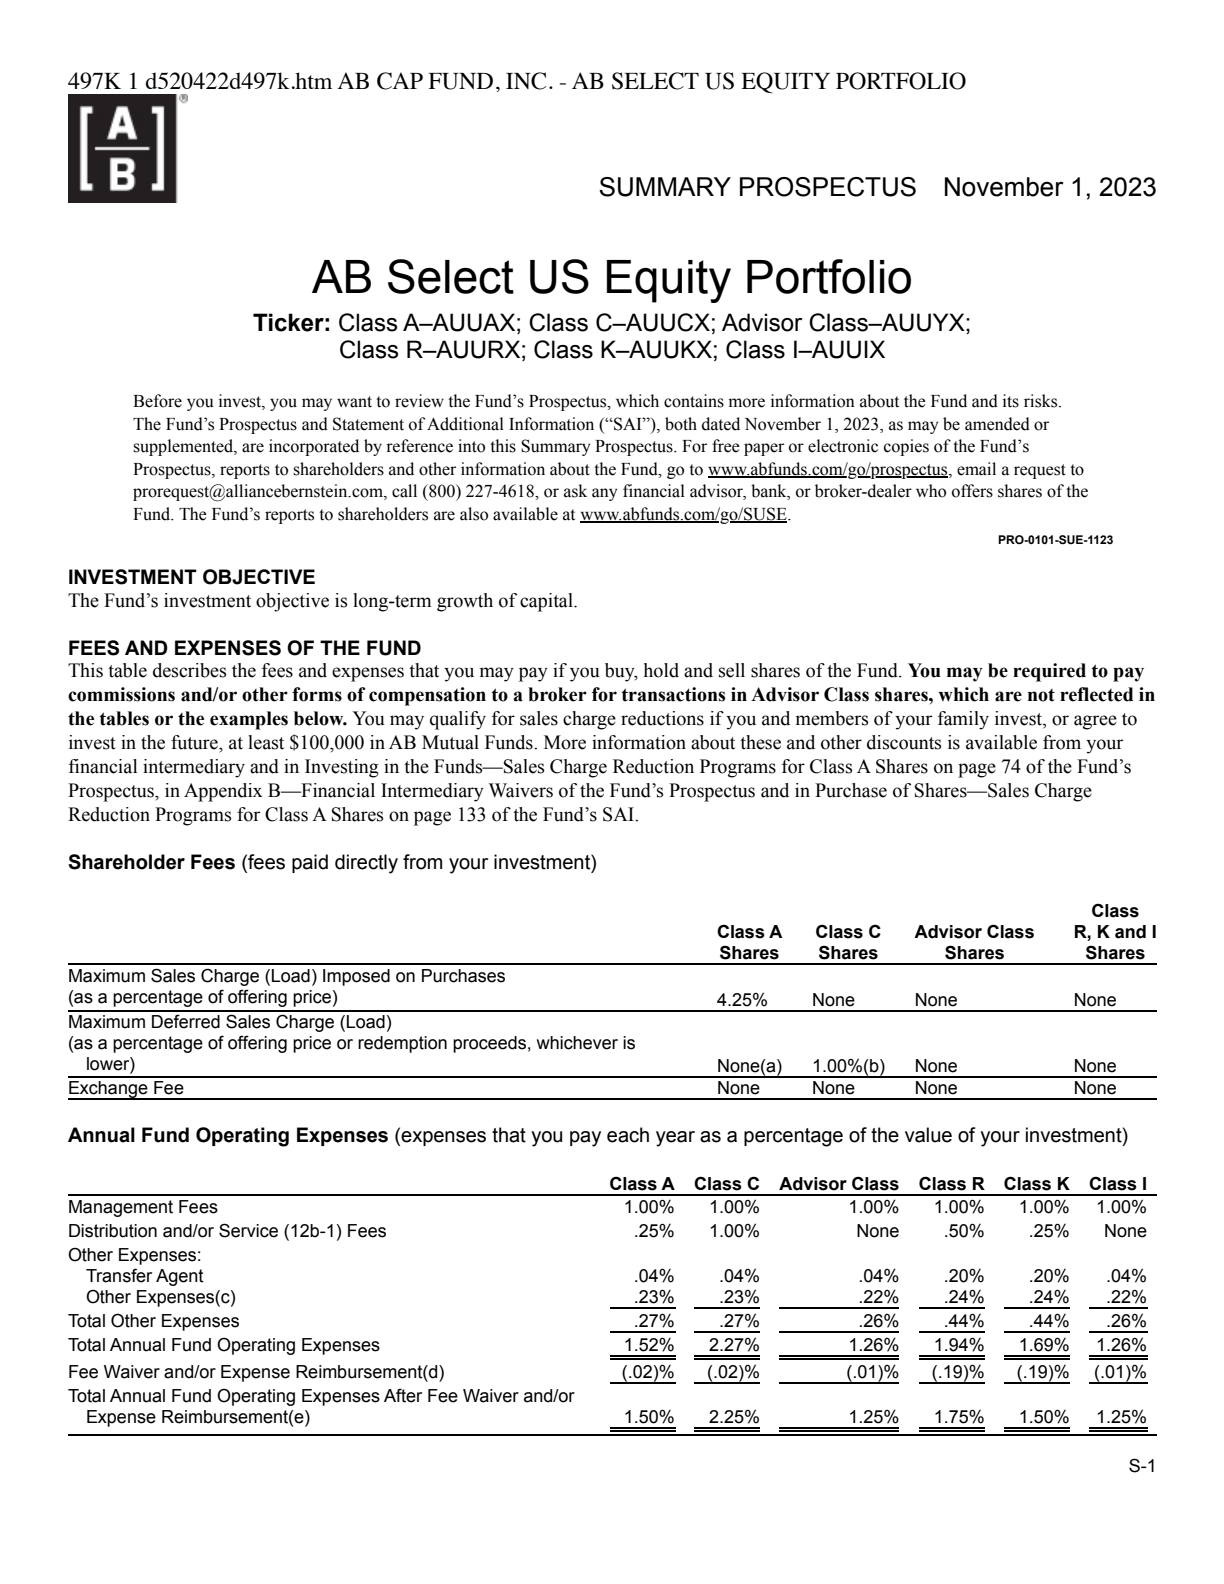 497K 1 d520422d497k.htm AB CAP FUND, INC. - AB SELECT US EQUITY PORTFOLIO
[A
B]
®
SUMMARY PROSPECTUS November 1, 2023
AB Select US Equity Portfolio
Ticker: Class A–AUUAX; Class C–AUUCX; Advisor Class–AUUYX;
Class R–AUURX; Class K–AUUKX; Class I–AUUIX
Before you invest, you may want to review the Fund’s Prospectus, which contains more information about the Fund and its risks.
The Fund’s Prospectus and Statement of Additional Information (“SAI”), both dated November 1, 2023, as may be amended or
supplemented, are incorporated by reference into this Summary Prospectus. For free paper or electronic copies of the Fund’s
Prospectus, reports to shareholders and other information about the Fund, go to www.abfunds.com/go/prospectus, email a request to
prorequest@alliancebernstein.com, call (800) 227-4618, or ask any financial advisor, bank, or broker-dealer who offers shares of the
Fund. The Fund’s reports to shareholders are also available at www.abfunds.com/go/SUSE.
PRO-0101-SUE-1123
INVESTMENT OBJECTIVE
The Fund’s investment objective is long-term growth of capital.
FEES AND EXPENSES OF THE FUND
This table describes the fees and expenses that you may pay if you buy, hold and sell shares of the Fund. You may be required to pay
commissions and/or other forms of compensation to a broker for transactions in Advisor Class shares, which are not reflected in
the tables or the examples below. You may qualify for sales charge reductions if you and members of your family invest, or agree to
invest in the future, at least $100,000 in AB Mutual Funds. More information about these and other discounts is available from your
financial intermediary and in Investing in the Funds—Sales Charge Reduction Programs for Class A Shares on page 74 of the Fund’s
Prospectus, in Appendix B—Financial Intermediary Waivers of the Fund’s Prospectus and in Purchase of Shares—Sales Charge
Reduction Programs for Class A Shares on page 133 of the Fund’s SAI.
Shareholder Fees (fees paid directly from your investment)
Class
Class A Class C Advisor Class R, K and I
Shares Shares Shares Shares
Maximum Sales Charge (Load) Imposed on Purchases
(as a percentage of offering price) 4.25% None None None
Maximum Deferred Sales Charge (Load)
(as a percentage of offering price or redemption proceeds, whichever is
lower) None(a) 1.00%(b) None None
Exchange Fee None None None None
Annual Fund Operating Expenses (expenses that you pay each year as a percentage of the value of your investment)
Class A Class C Advisor Class Class R Class K Class I
Management Fees 1.00% 1.00% 1.00% 1.00% 1.00% 1.00%
Distribution and/or Service (12b-1) Fees .25% 1.00% None .50% .25% None
Other Expenses:
Transfer Agent .04% .04% .04% .20% .20% .04%
Other Expenses(c) .23% .23% .22% .24% .24% .22%
Total Other Expenses .27% .27% .26% .44% .44% .26%
Total Annual Fund Operating Expenses 1.52% 2.27% 1.26% 1.94% 1.69% 1.26%
Fee Waiver and/or Expense Reimbursement(d) (.02)% (.02)% (.01)% (.19)% (.19)% (.01)%
Total Annual Fund Operating Expenses After Fee Waiver and/or
Expense Reimbursement(e) 1.50% 2.25% 1.25% 1.75% 1.50% 1.25%
S-1